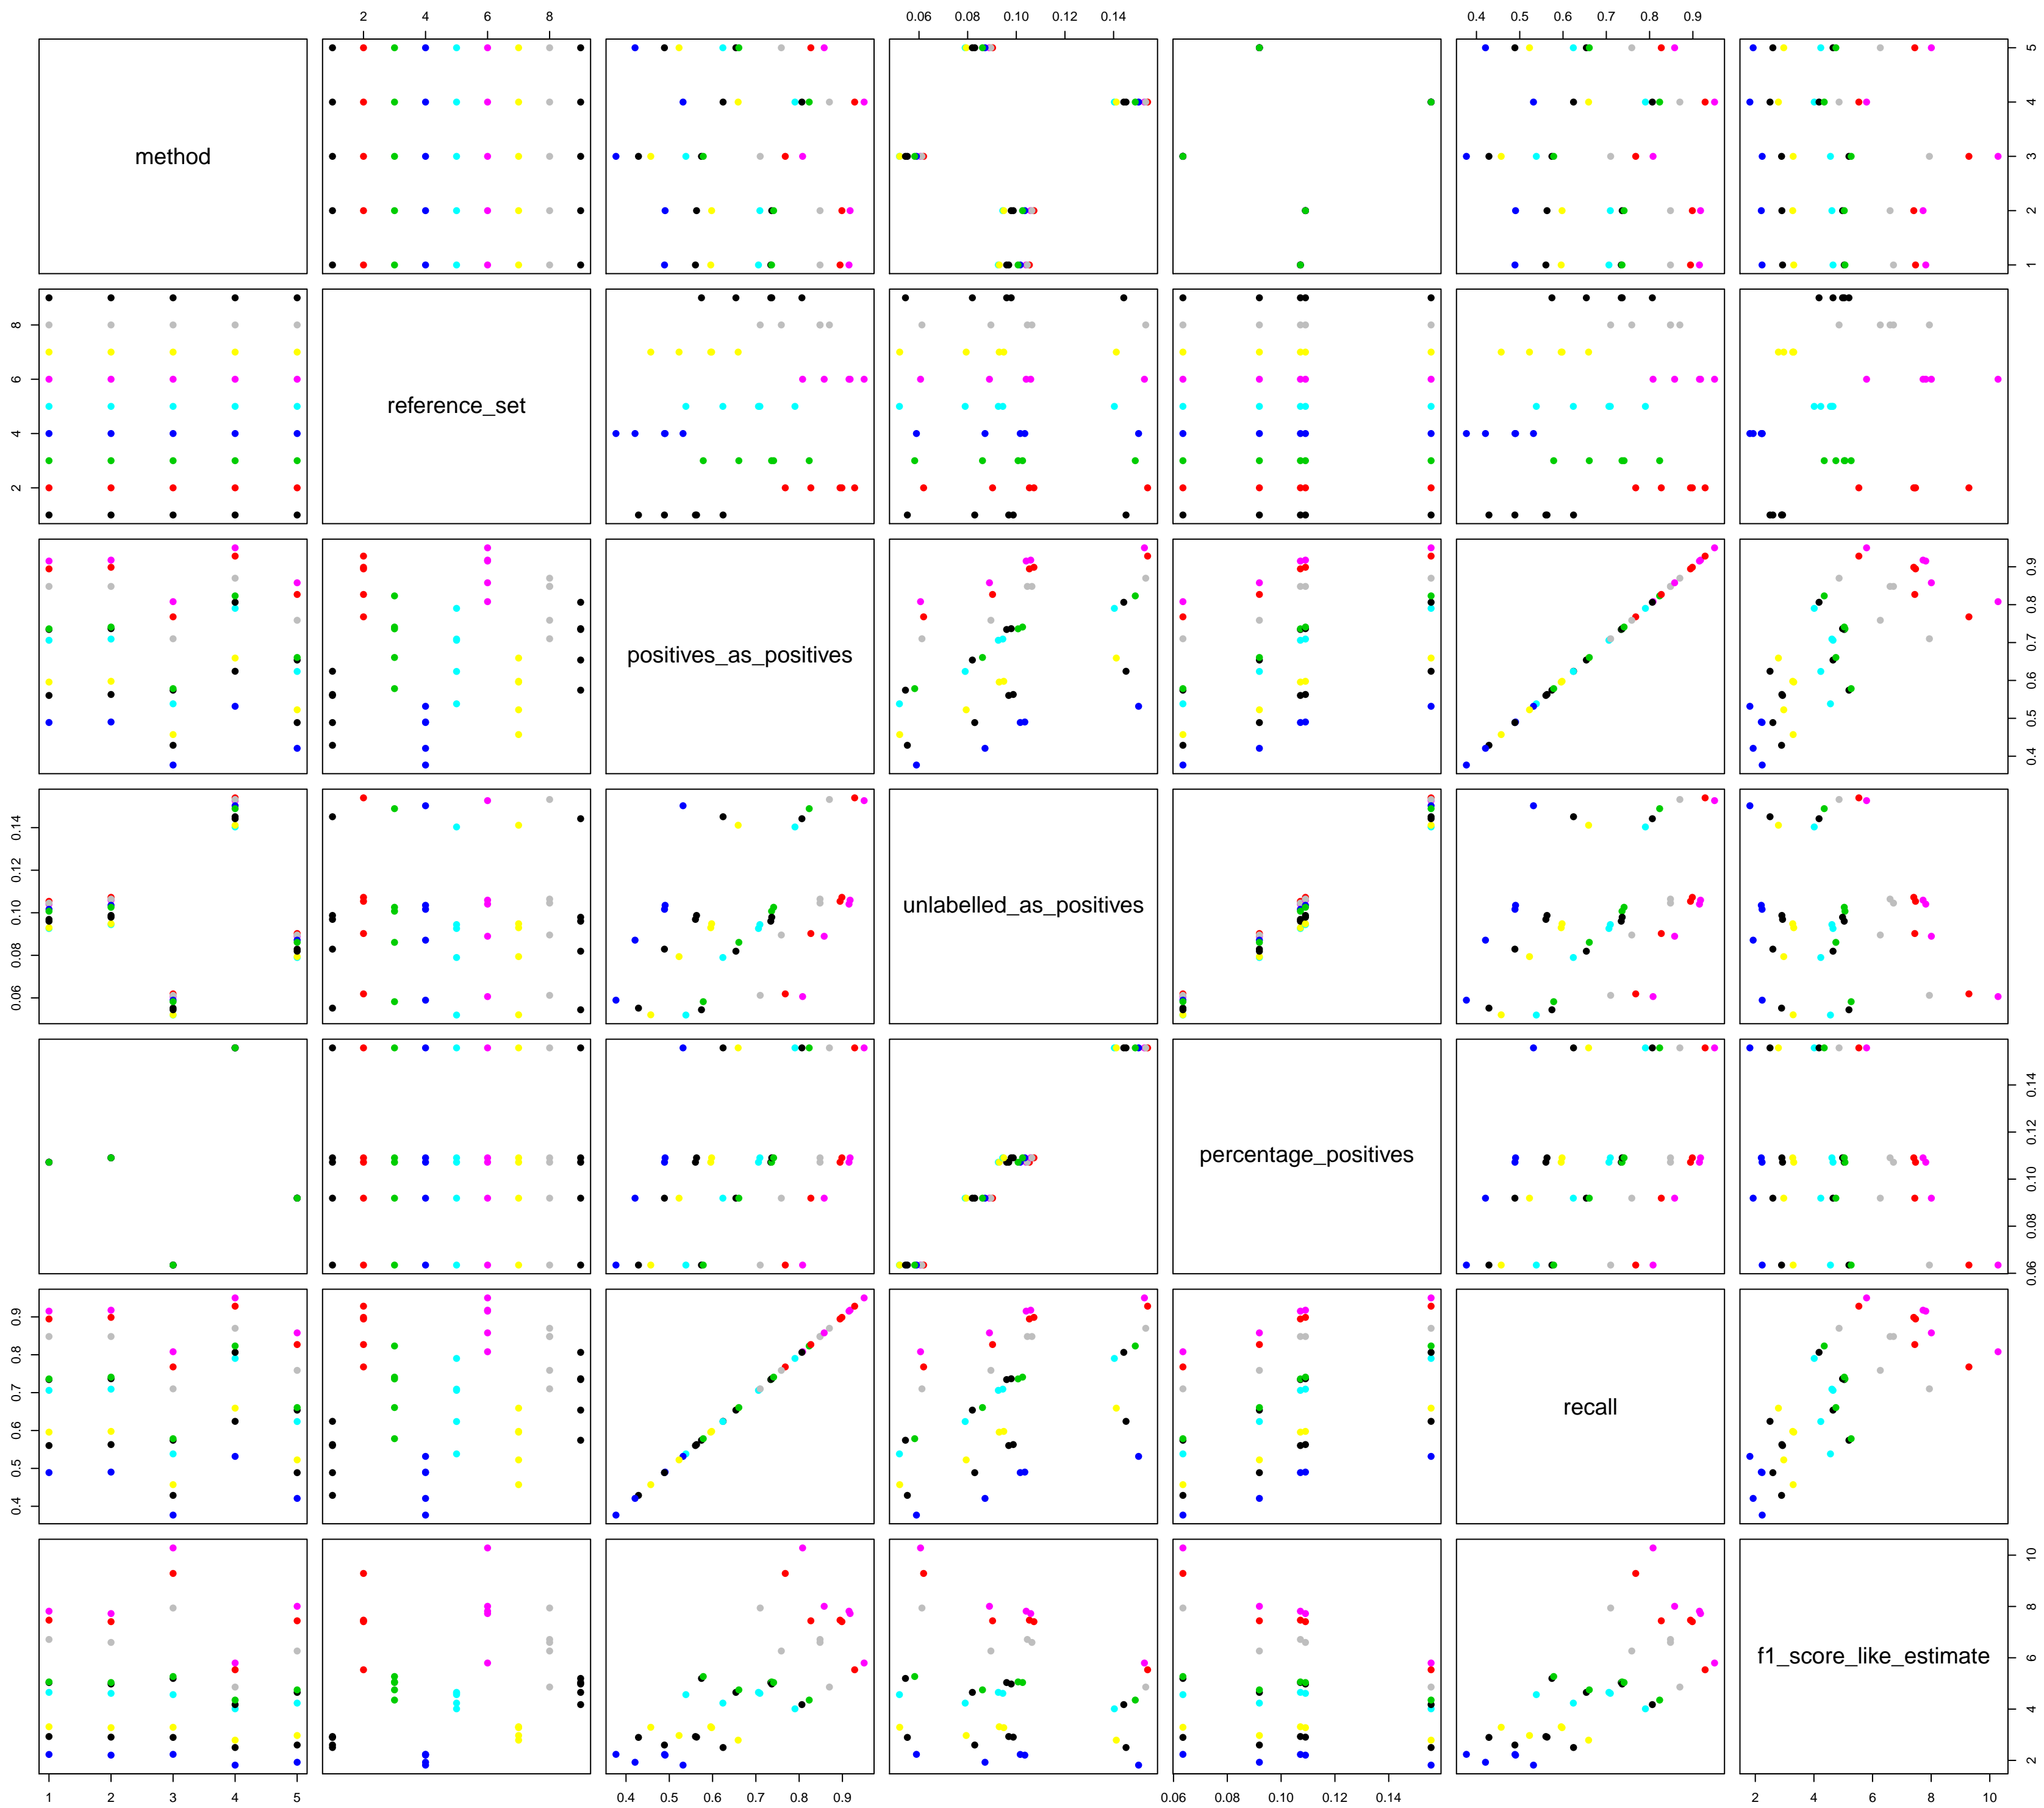 2 4 6 8
0.06 0.08 0.10 0.12 0.14
0.4 0.5 0.6 0.7 0.8 0.9
method
1 2 3 4 5
2 4 6 8
reference_set
positives_as_positives
0.4 0.5 0.6 0.7 0.8 0.9
0.06 0.08 0.10 0.12 0.14
unlabelled_as_positives
percentage_positives
0.06 0.08 0.10 0.12 0.14
0.4 0.5 0.6 0.7 0.8 0.9
recall
f1_score_like_estimate
2 4 6 8 10
1 2 3 4 5
0.4 0.5 0.6 0.7 0.8 0.9
0.06 0.08 0.10 0.12 0.14
2 4 6 8 10